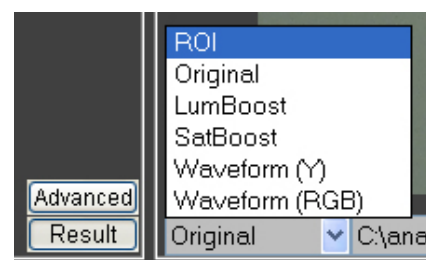 ROI
Original
LumBoost
SatBoost
Waveform (Y)
Advanced Waveform (RGB)
Result Original C:\ana